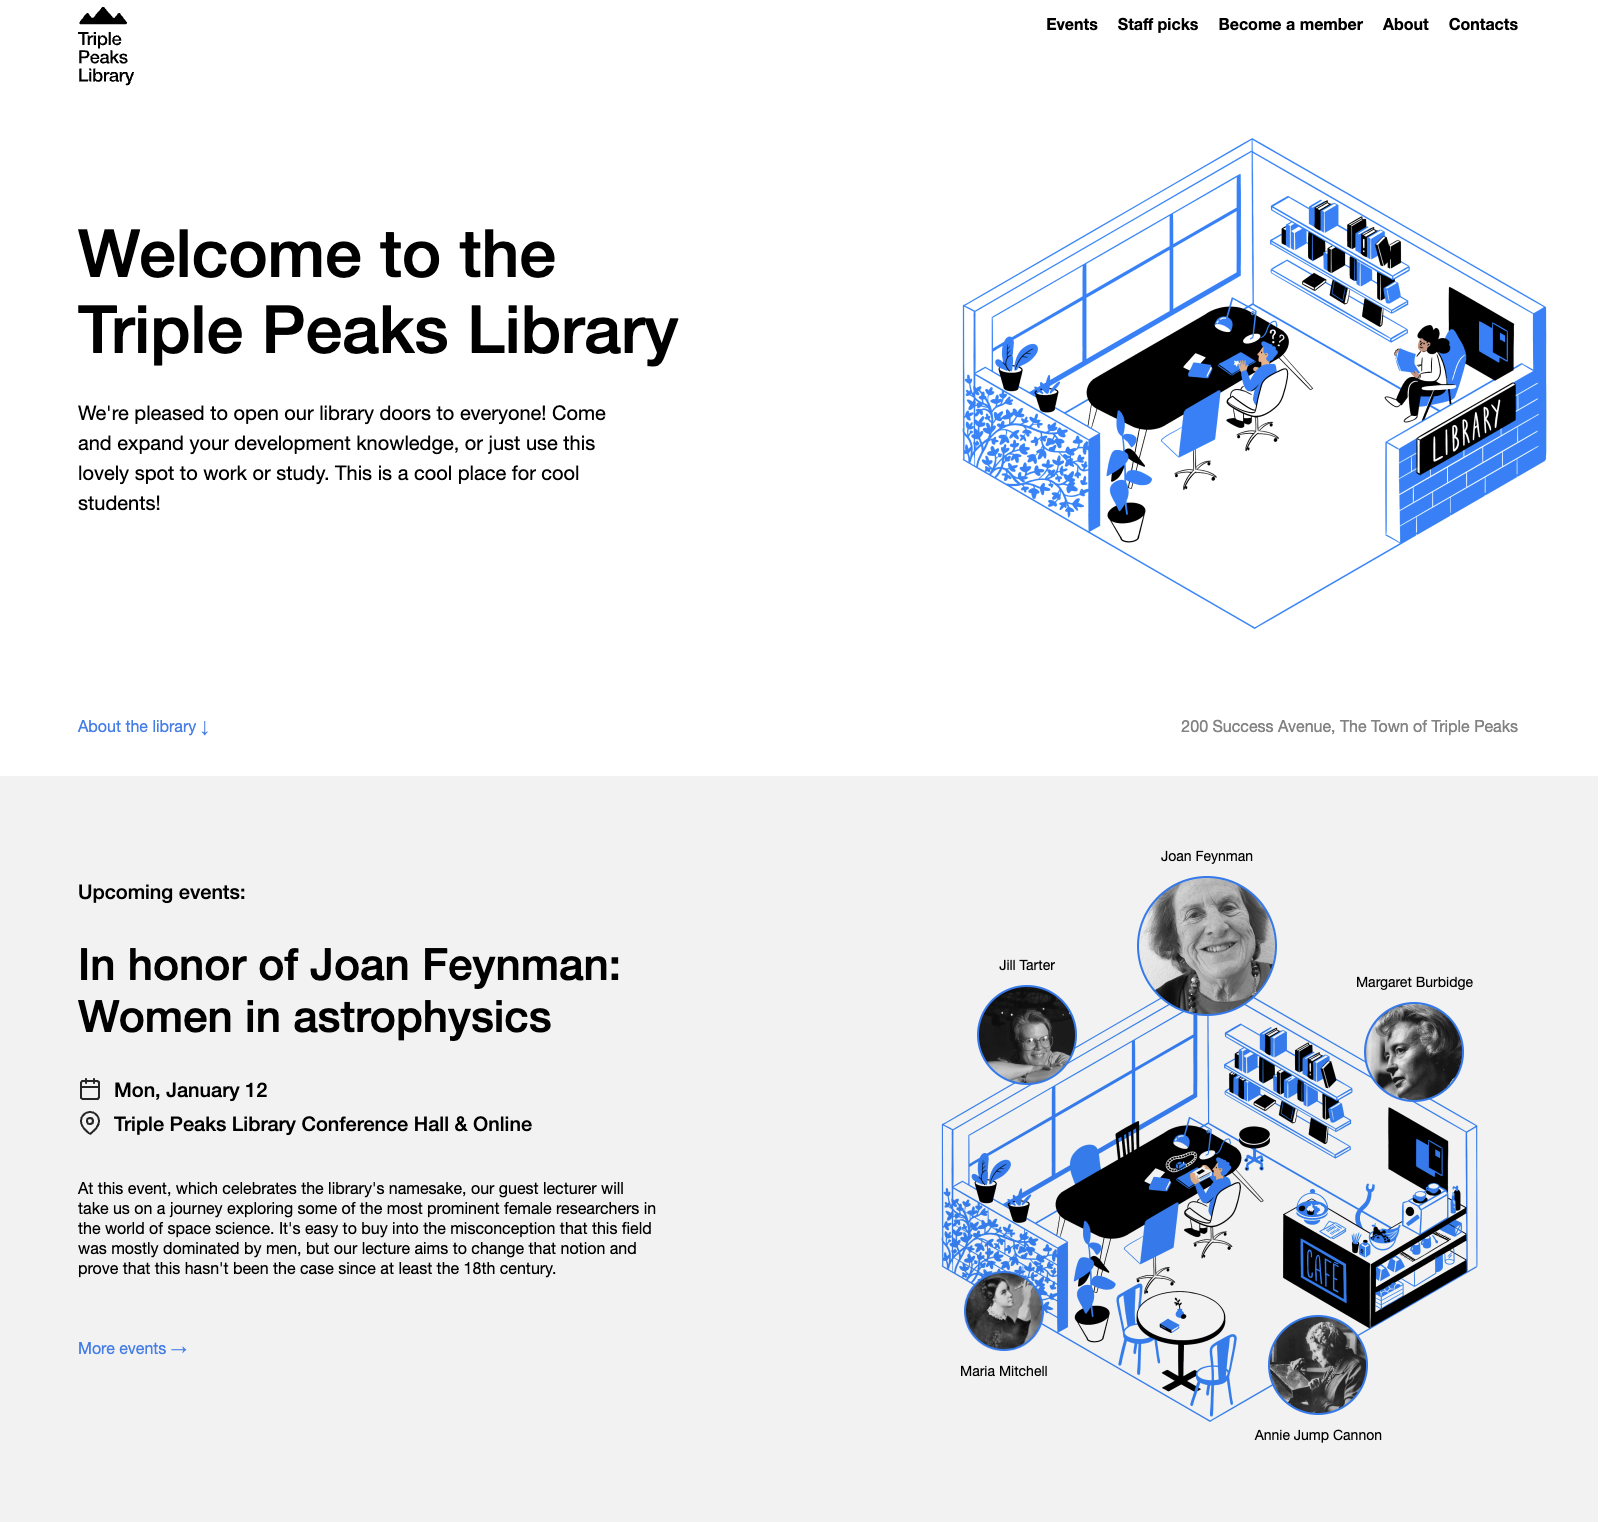 Triple
Peaks
Library
Events Staff picks Become a member About Contacts
Welcome to the
Triple Peaks Library
We're pleased to open our library doors to everyone! Come
and expand your development knowledge, or just use this
lovely spot to work or study. This is a cool place for cool
students!
??
LIBRARY
About the library ↓
200 Success Avenue, The Town of Triple Peaks
Upcoming events:
In honor of Joan Feynman:
Women in astrophysics
Mon, January 12
Triple Peaks Library Conference Hall & Online
At this event, which celebrates the library's namesake, our guest lecturer will
take us on a journey exploring some of the most prominent female researchers in
the world of space science. It's easy to buy into the misconception that this field
was mostly dominated by men, but our lecture aims to change that notion and
prove that this hasn't been the case since at least the 18th century.
More events →
Joan Feynman
Jill Tarter
Margaret Burbidge
CAFE
Maria Mitchell
Annie Jump Cannon